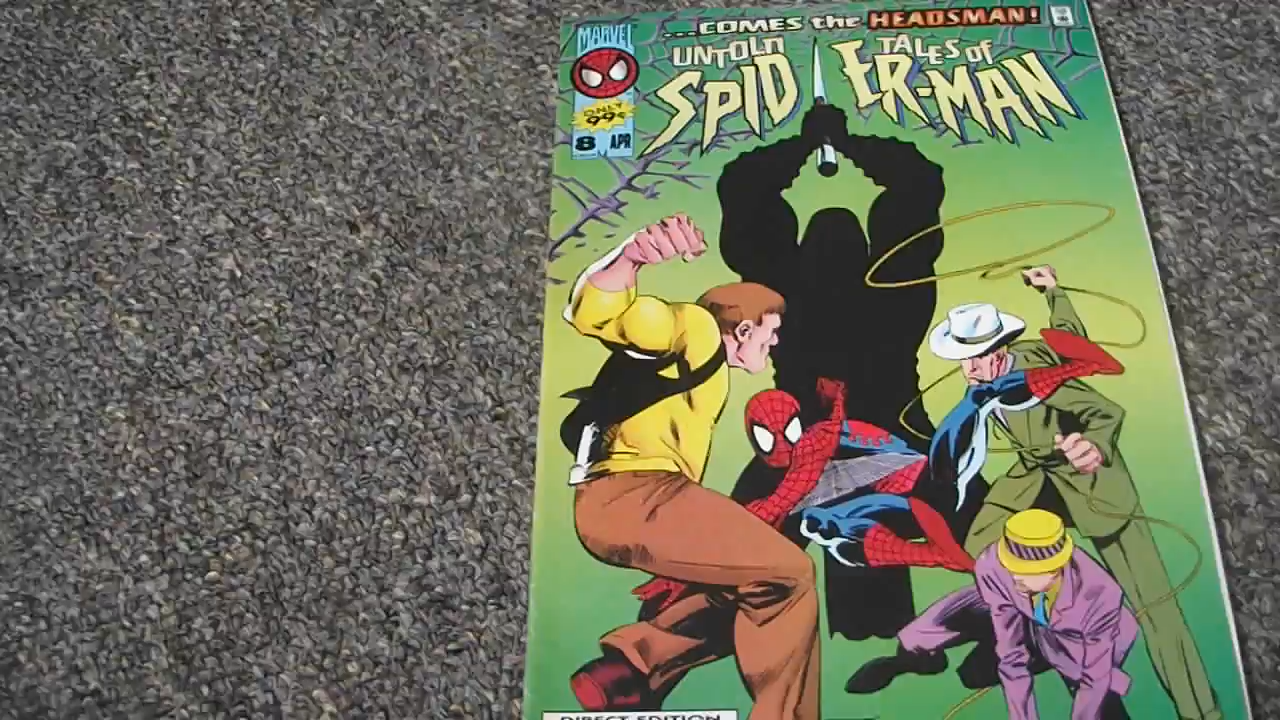 ...COMES the HEADSMAN!
MARVEL
UNTOLD TALES of
SPIDER-MAN
ONLY
99¢
8 APR
DIRECT EDITION